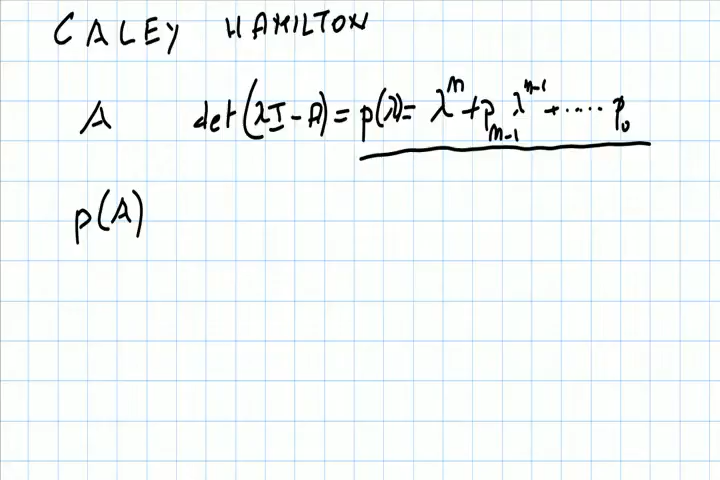 CALEY HAMILTON
A det(λI-A) = p(λ) = λ^n + p_{n-1} λ^{n-1} + ..... p_0
p(A)